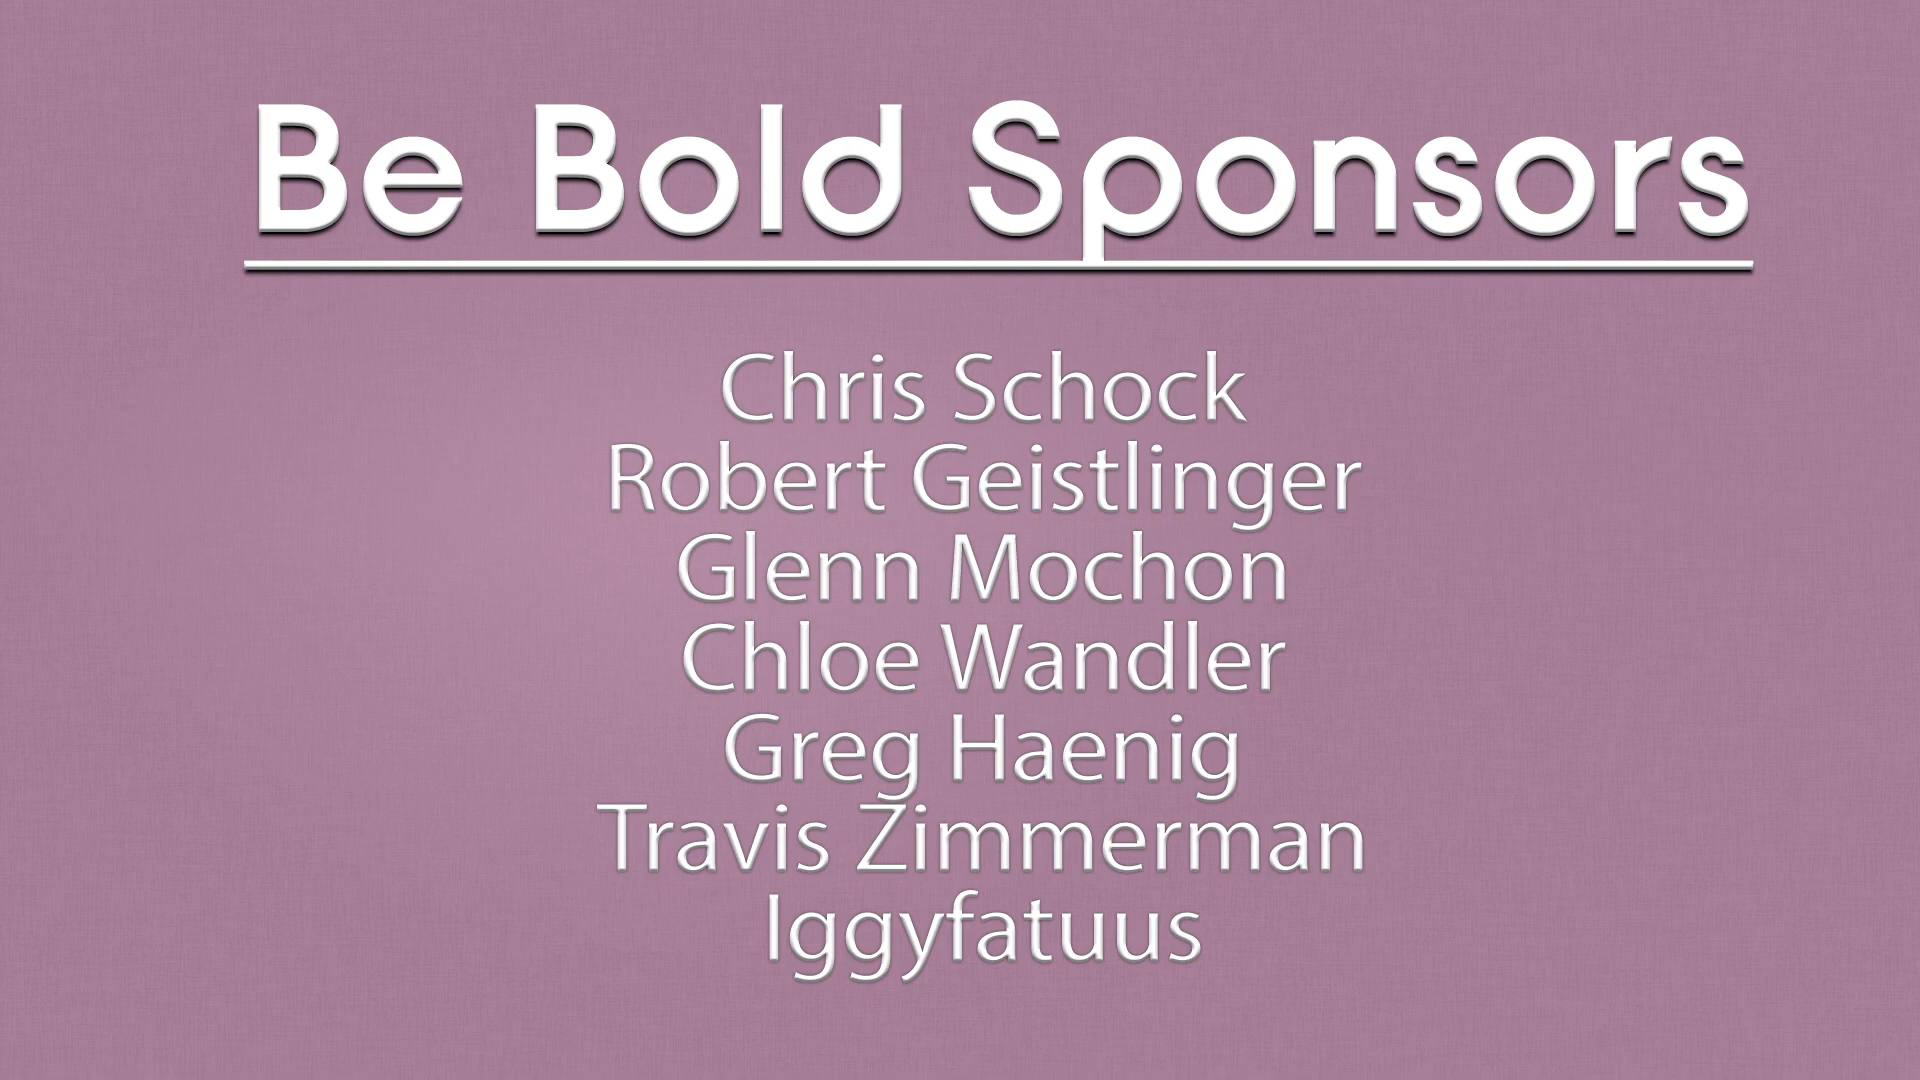 Be Bold Sponsors
Chris Schock
Robert Geistlinger
Glenn Mochon
Chloe Wandler
Greg Haenig
Travis Zimmerman
Iggyfatuus